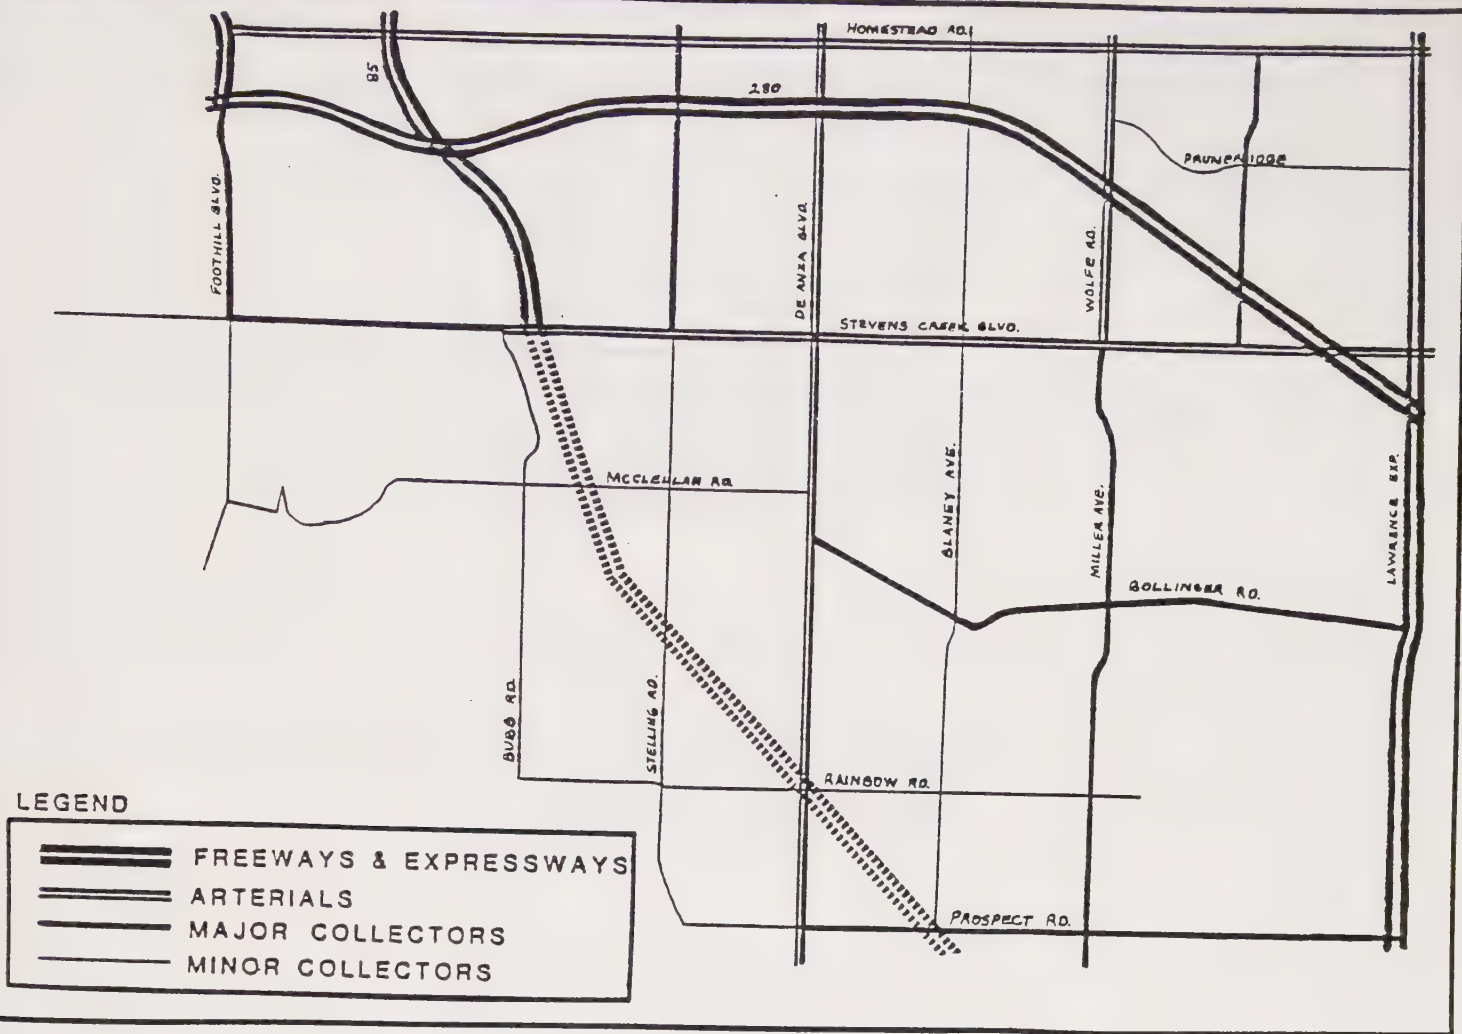 HOMESTEAD RD.
85
280
PRUNERIDGE
FOOTHILL BLVD.
DE ANZA BLVD.
WOLFE RD.
STEVENS CREEK BLVD.
MCCLELLAN RD.
BLANEY AVE.
MILLER AVE.
LAWRENCE EXP.
BOLLINGER RD.
BUBB RD.
STELLING RD.
RAINBOW RD.
PROSPECT RD.
LEGEND
FREEWAYS & EXPRESSWAYS
ARTERIALS
MAJOR COLLECTORS
MINOR COLLECTORS